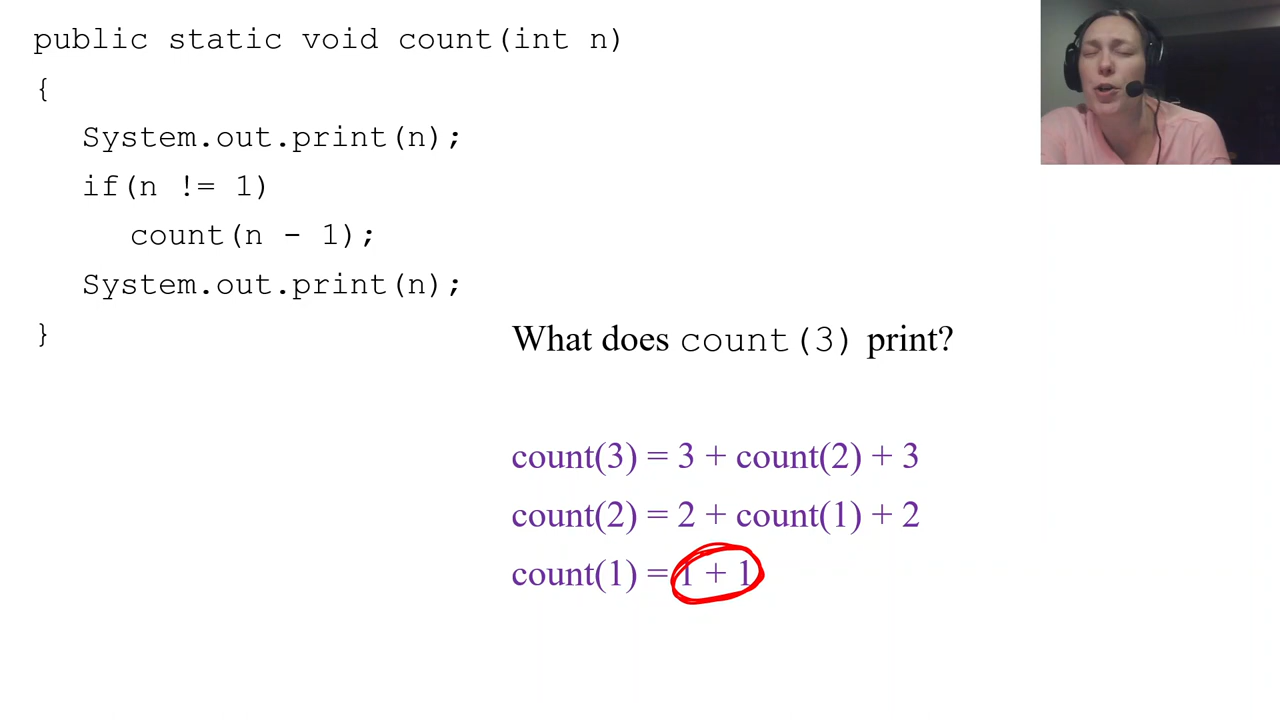 public static void count(int n)
{
System.out.print(n);
if(n != 1)
count(n - 1);
System.out.print(n);
}
What does count(3) print?
count(3) = 3 + count(2) + 3
count(2) = 2 + count(1) + 2
count(1) = 1 + 1